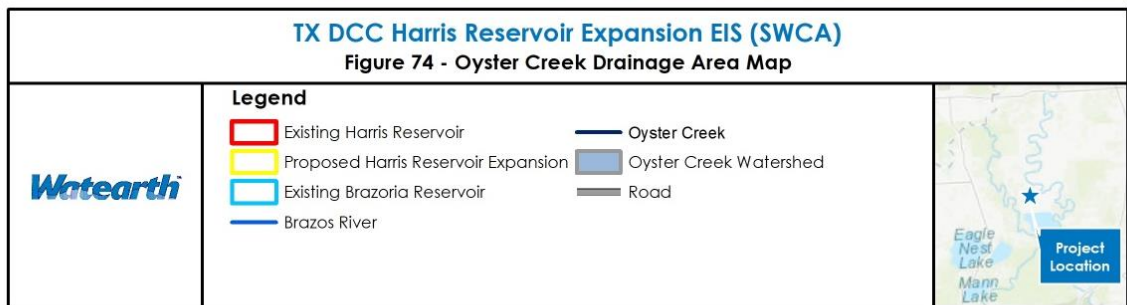 TX DCC Harris Reservoir Expansion EIS (SWCA)
Figure 74 - Oyster Creek Drainage Area Map
Watearth™
Legend
Existing Harris Reservoir
Proposed Harris Reservoir Expansion
Existing Brazoria Reservoir
Brazos River
Oyster Creek
Oyster Creek Watershed
Road
Eagle
Nest
Lake
Mann
Lake
Project
Location